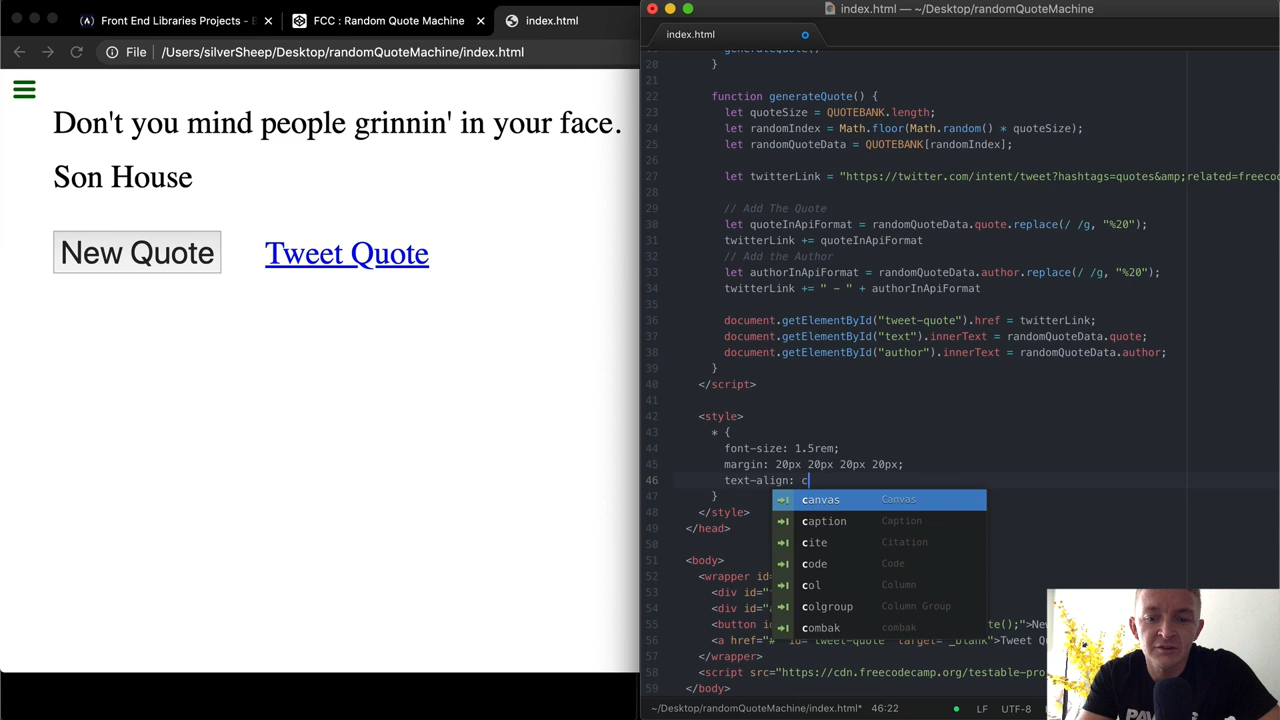 Front End Libraries Projects - B
FCC : Random Quote Machine
index.html
File
/Users/silverSheep/Desktop/randomQuoteMachine/index.html
Don't you mind people grinnin' in your face.
Son House
New Quote
Tweet Quote
index.html — ~/Desktop/randomQuoteMachine
index.html
19 generateQuote()
20 }
21
22 function generateQuote() {
23 let quoteSize = QUOTEBANK.length;
24 let randomIndex = Math.floor(Math.random() * quoteSize);
25 let randomQuoteData = QUOTEBANK[randomIndex];
26
27 let twitterLink = "https://twitter.com/intent/tweet?hashtags=quotes&amp;related=freeco
28
29 // Add The Quote
30 let quoteInApiFormat = randomQuoteData.quote.replace(/ /g, "%20");
31 twitterLink += quoteInApiFormat
32 // Add the Author
33 let authorInApiFormat = randomQuoteData.author.replace(/ /g, "%20");
34 twitterLink += " - " + authorInApiFormat
35
36 document.getElementById("tweet-quote").href = twitterLink;
37 document.getElementById("text").innerText = randomQuoteData.quote;
38 document.getElementById("author").innerText = randomQuoteData.author;
39 }
40 </script>
41
42 <style>
43 * {
44 font-size: 1.5rem;
45 margin: 20px 20px 20px 20px;
46 text-align: c
47 }
48 </style>
49 </head>
50
51 <body>
52 <wrapper id=
53 <div id="
54 <div id="
55 <button id
56 <a href="#" id="tweet-quote" target="_blank">Tweet Qu
57 </wrapper>
58 <script src="https://cdn.freecodecamp.org/testable-pro
59 </body>
canvas Canvas
caption Caption
cite Citation
code Code
col Column
colgroup Column Group
combak combak
te();">New
~/Desktop/randomQuoteMachine/index.html* 46:22
LF
UTF-8